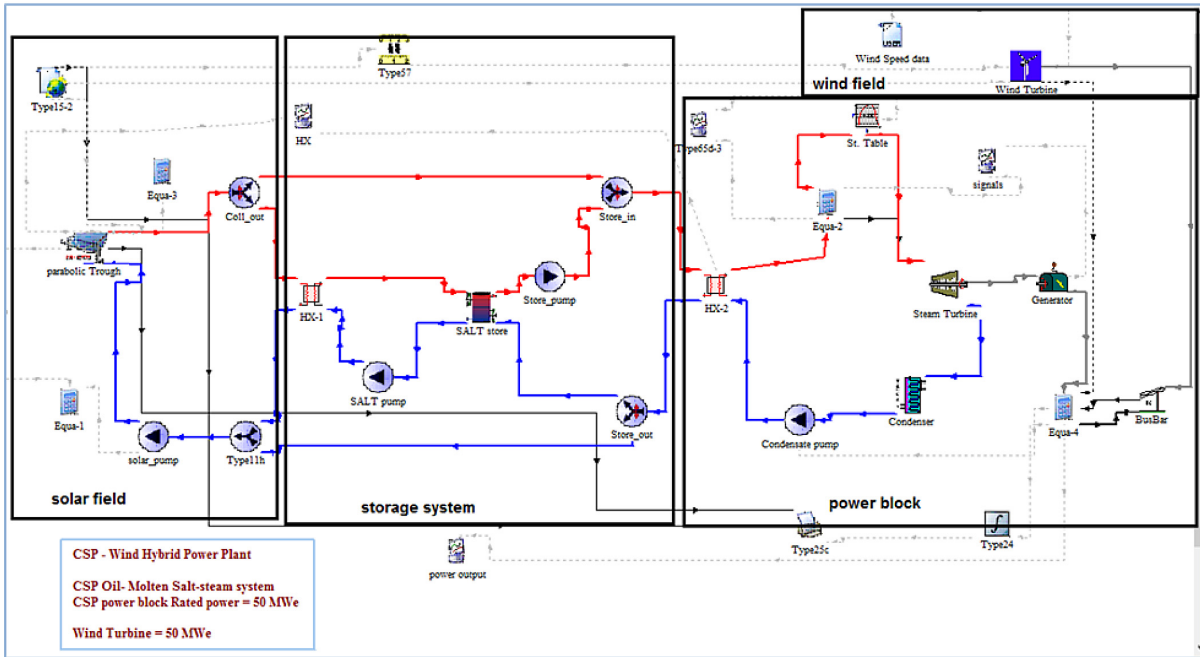 Wind Speed data
Wind Turbine
wind field
Type57
Type15-2
HX
Type65d-3
St. Table
signals
Equa-3
Coll_out
Store_in
Equa-2
parabolic Trough
HX-1
SALT store
Store_pump
HX-2
Steam Turbine
Generator
Equa-1
solar_pump
Type11h
SALT pump
Store_out
Condensate pump
Condenser
Equa-4
BusBar
solar field
storage system
power block
power output
Type25c
Type24
CSP - Wind Hybrid Power Plant
CSP Oil- Molten Salt-steam system
CSP power block Rated power = 50 MWe
Wind Turbine = 50 MWe